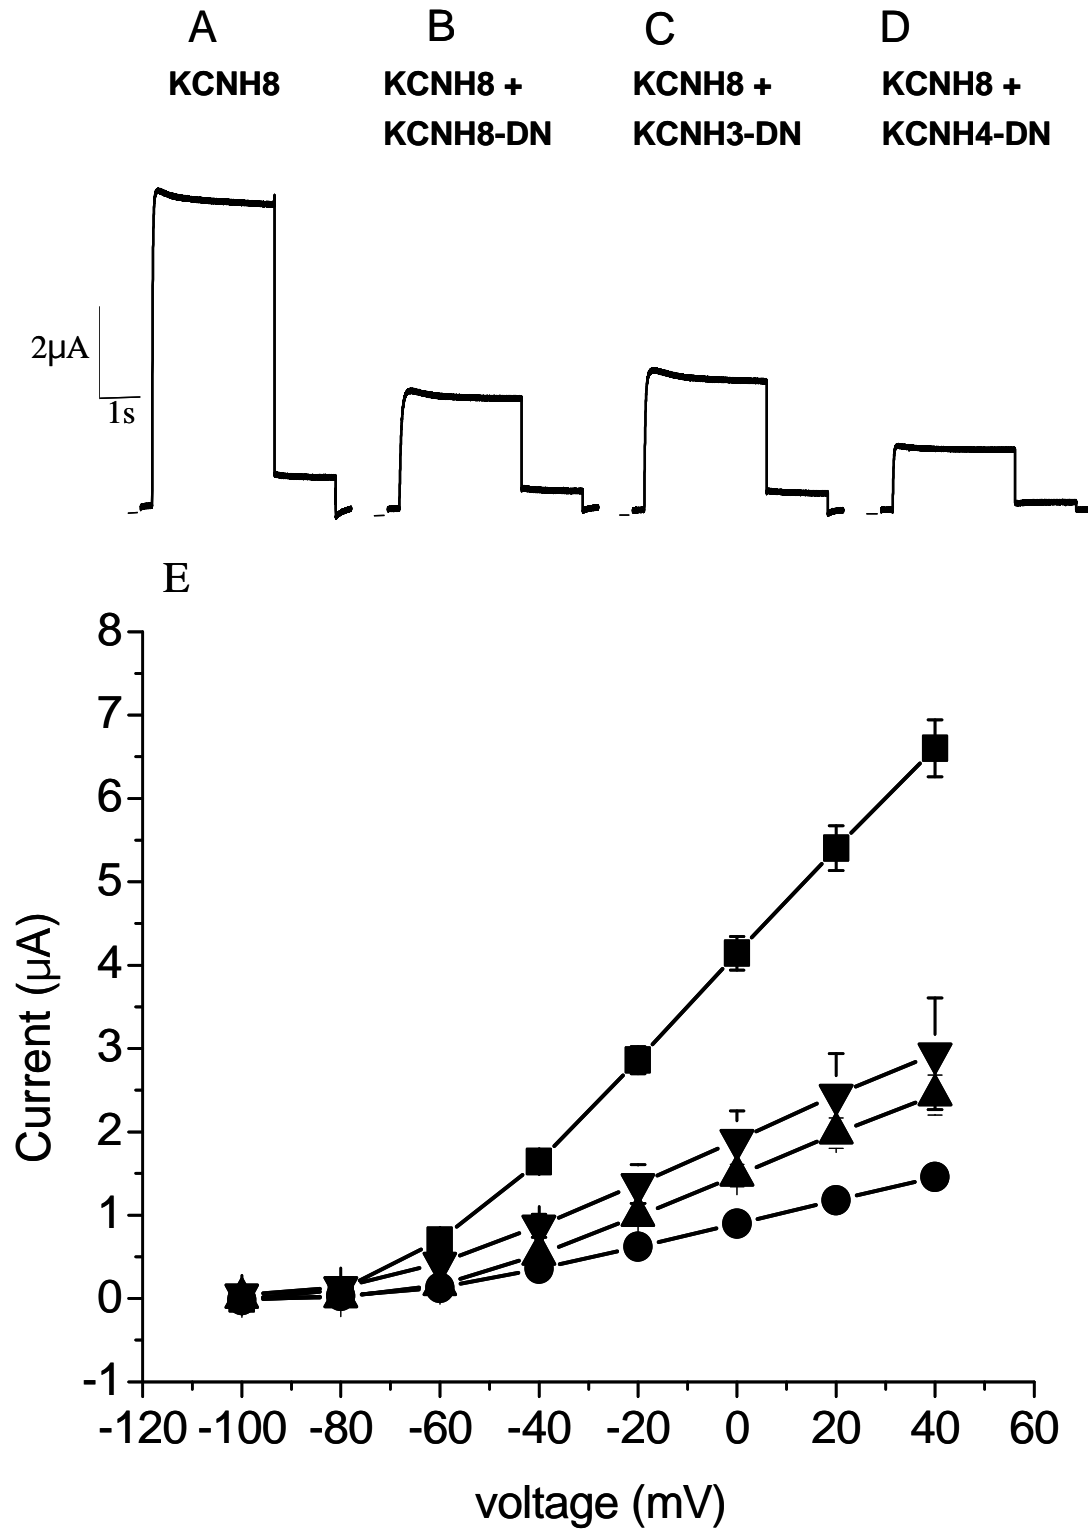 A B C D
KCNH8 KCNH8 + KCNH8 + KCNH8 +
KCNH8-DN KCNH3-DN KCNH4-DN
2µA
1s
E
8
7
6
5
4
3
2
1
0
-1
-120 -100 -80 -60 -40 -20 0 20 40 60
Current (µA)
voltage (mV)